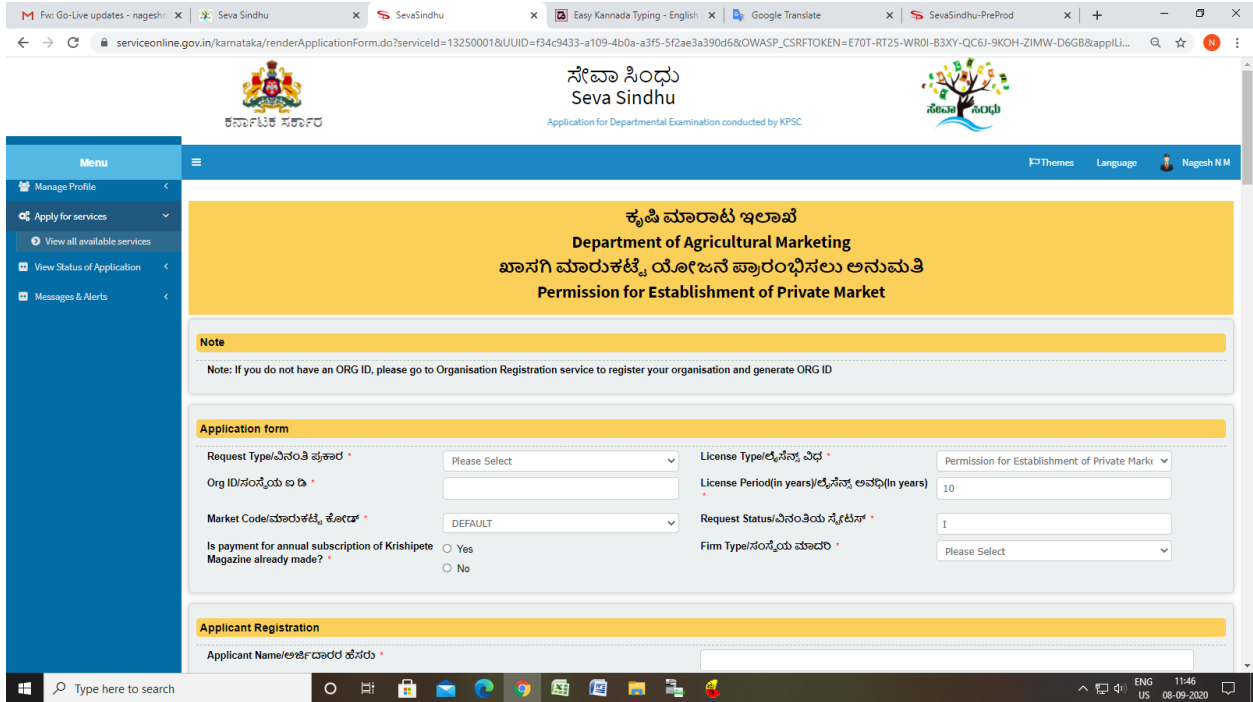 Fw: Go-Live updates - nageshn
Seva Sindhu
SevaSindhu
Easy Kannada Typing - English
Google Translate
SevaSindhu-PreProd
serviceonline.gov.in/karnataka/renderApplicationForm.do?serviceId=13250001&UUID=f34c9433-a109-4b0a-a3f5-5f2ae3a390d6&OWASP_CSRFTOKEN=E70T-RT25-WR0I-B3XY-QC6J-9KOH-ZIMW-D6GB&applLi...
N
ಕರ್ನಾಟಕ ಸರ್ಕಾರ
ಸೇವಾ ಸಿಂಧು
Seva Sindhu
Application for Departmental Examination conducted by KPSC
ಸೇವಾ ಸಿಂಧು
Menu
Themes
Language
Nagesh N M
Manage Profile
Apply for services
View all available services
View Status of Application
Messages & Alerts
ಕೃಷಿ ಮಾರಾಟ ಇಲಾಖೆ
Department of Agricultural Marketing
ಖಾಸಗಿ ಮಾರುಕಟ್ಟೆ ಯೋಜನೆ ಪ್ರಾರಂಭಿಸಲು ಅನುಮತಿ
Permission for Establishment of Private Market
Note
Note: If you do not have an ORG ID, please go to Organisation Registration service to register your organisation and generate ORG ID
Application form
Request Type/ವಿನಂತಿ ಪ್ರಕಾರ *
Please Select
License Type/ಲೈಸೆನ್ಸ್ ವಿಧ *
Permission for Establishment of Private Marke
Org ID/ಸಂಸ್ಥೆಯ ಐ ಡಿ *
License Period(in years)/ಲೈಸೆನ್ಸ್ ಅವಧಿ(In years)
*
10
Market Code/ಮಾರುಕಟ್ಟೆ ಕೋಡ್ *
DEFAULT
Request Status/ವಿನಂತಿಯ ಸ್ಟೇಟಸ್ *
I
Is payment for annual subscription of Krishipete
Magazine already made? *
Yes
No
Firm Type/ಸಂಸ್ಥೆಯ ಮಾದರಿ *
Please Select
Applicant Registration
Applicant Name/ಅರ್ಜಿದಾರರ ಹೆಸರು *
Type here to search
ENG
US
11:46
08-09-2020